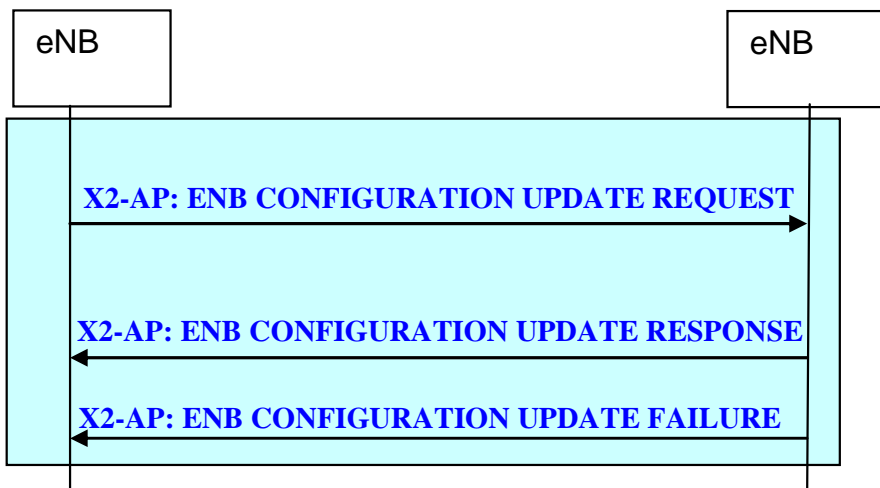 eNB
eNB
X2-AP: ENB CONFIGURATION UPDATE REQUEST
X2-AP: ENB CONFIGURATION UPDATE RESPONSE
X2-AP: ENB CONFIGURATION UPDATE FAILURE